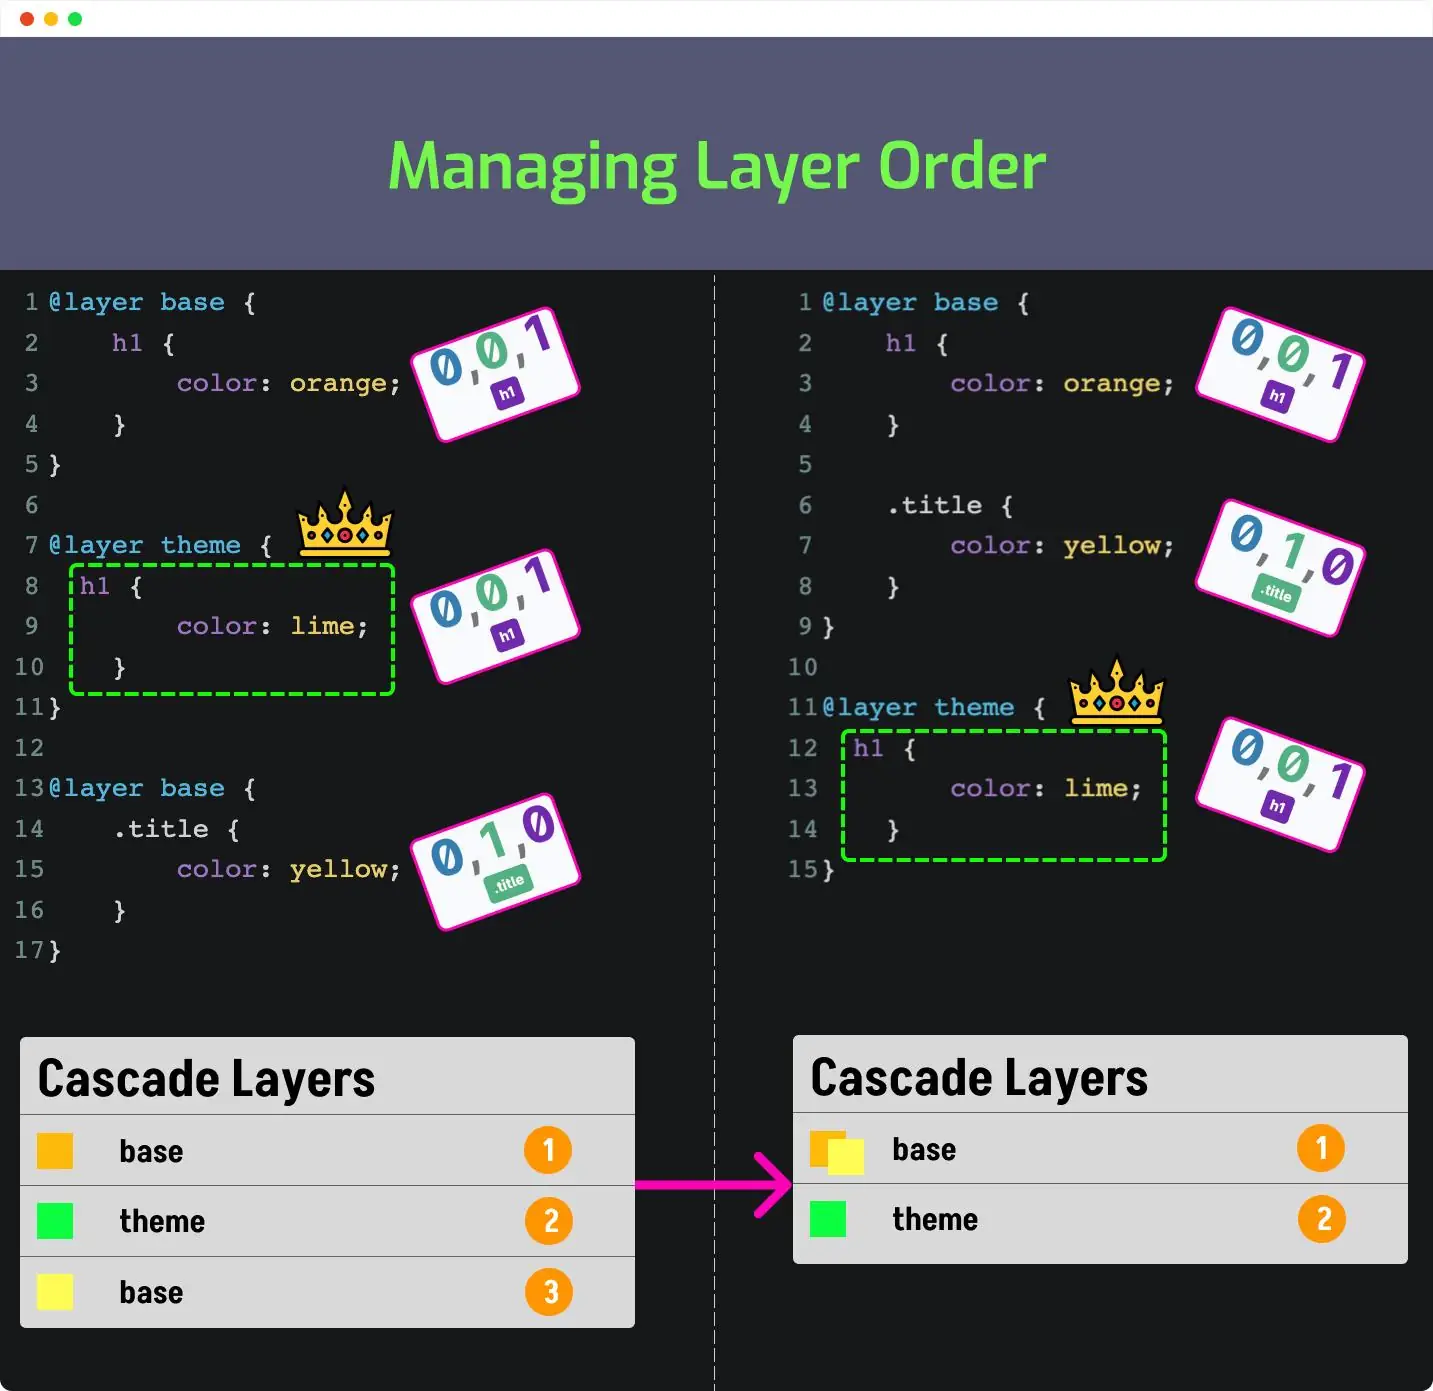 Managing Layer Order
1 @layer base {
2     h1 {
3         color: orange;
4     }
5 }
6
7 @layer theme {
8   h1 {
9         color: lime;
10     }
11 }
12
13 @layer base {
14     .title {
15         color: yellow;
16     }
17 }
0,0,1
h1
0,0,1
h1
0,1,0
.title
1 @layer base {
2     h1 {
3         color: orange;
4     }
5
6     .title {
7         color: yellow;
8     }
9 }
10
11 @layer theme {
12   h1 {
13         color: lime;
14     }
15 }
0,0,1
h1
0,1,0
.title
0,0,1
h1
Cascade Layers
base 1
theme 2
base 3
Cascade Layers
base 1
theme 2